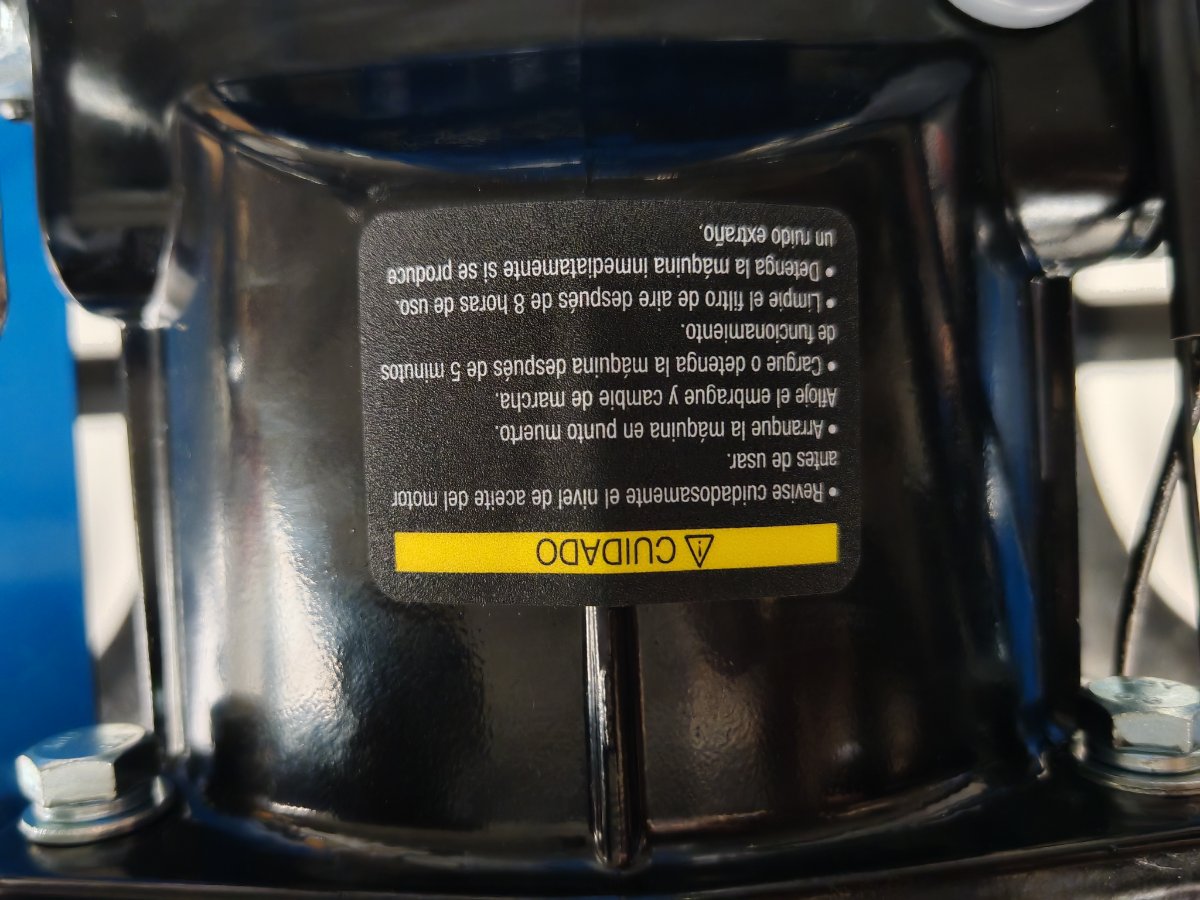 ⚠ CUIDADO
• Revise cuidadosamente el nivel de aceite del motor
antes de usar.
• Arranque la máquina en punto muerto.
Afloje el embrague y cambie de marcha.
• Cargue o detenga la máquina después de 5 minutos
de funcionamiento.
• Limpie el filtro de aire después de 8 horas de uso.
• Detenga la máquina inmediatamente si se produce
un ruido extraño.